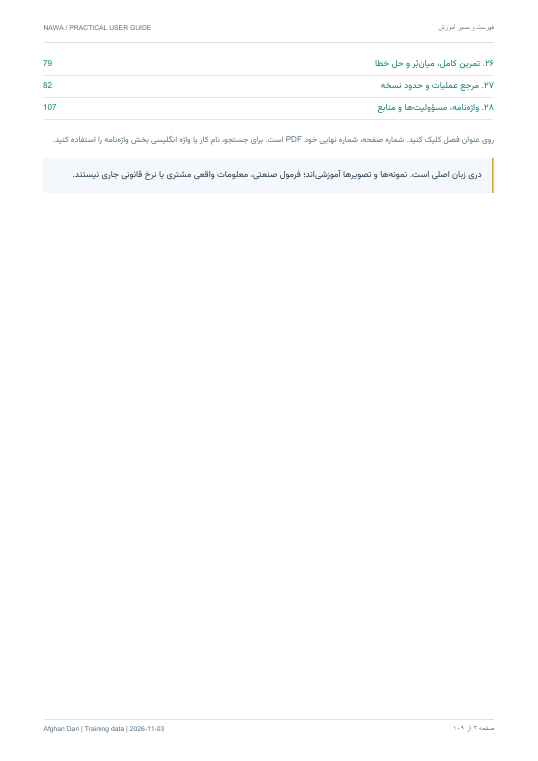 NAWA / PRACTICAL USER GUIDE
فهرست و مسیر آموزش
۲۶. تمرین کامل، میان‌بُر و حل خطا 79
۲۷. مرجع عملیات و حدود نسخه 82
۲۸. واژه‌نامه، مسؤولیت‌ها و منابع 107
روی عنوان فصل کلیک کنید. شماره صفحه، شماره نهایی خود PDF است. برای جستجو، نام کار یا واژه انگلیسی بخش واژه‌نامه را استفاده کنید.
دری زبان اصلی است. نمونه‌ها و تصویرها آموزشی‌اند؛ فرمول صنعتی، معلومات واقعی مشتری یا نرخ قانونی جاری نیستند.
Afghan Dari | Training data | 2026-11-03
صفحه ۳ از ۱۰۹